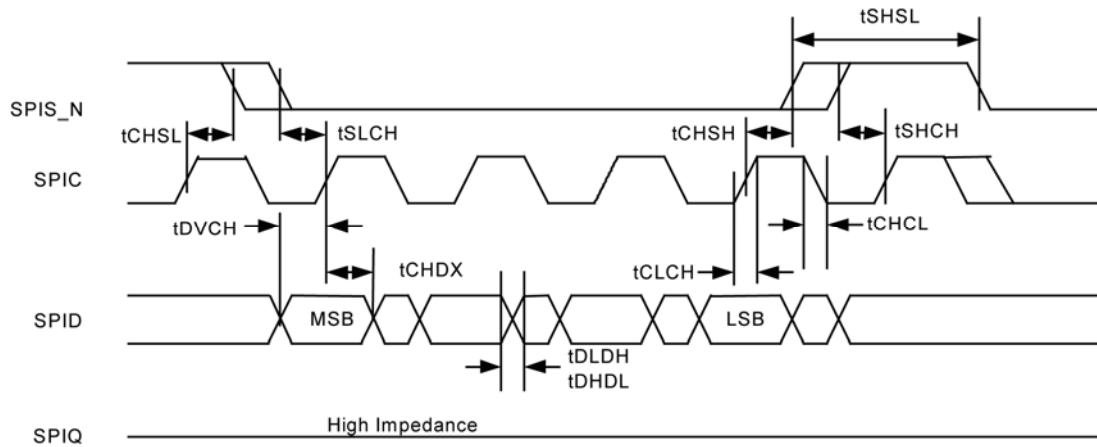 tSHSL
SPIS_N
tCHSL
tSLCH
tCHSH
tSHCH
SPIC
tDVCH
tCHCL
tCHDX
tCLCH
SPID
MSB
LSB
tDLDH
tDHDL
High Impedance
SPIQ